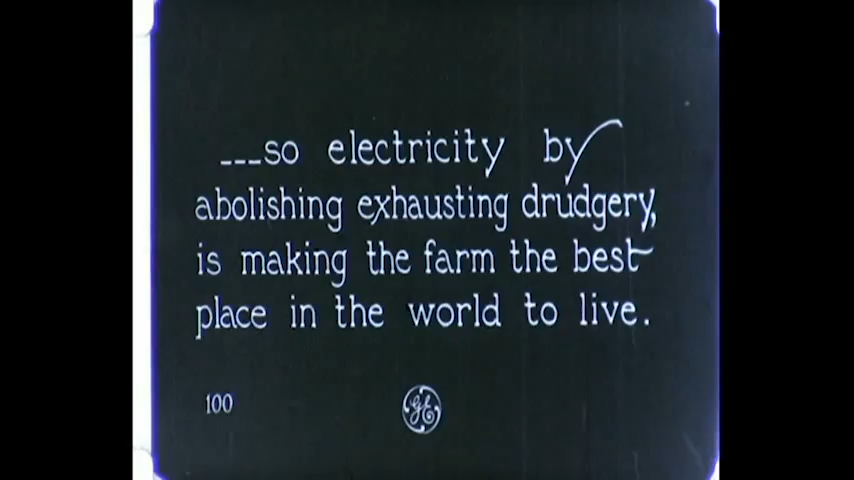 ___so electricity by
abolishing exhausting drudgery,
is making the farm the best
place in the world to live.
100
GE